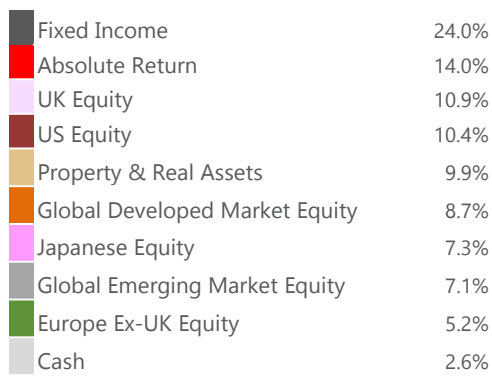 Fixed Income 24.0%
Absolute Return 14.0%
UK Equity 10.9%
US Equity 10.4%
Property & Real Assets 9.9%
Global Developed Market Equity 8.7%
Japanese Equity 7.3%
Global Emerging Market Equity 7.1%
Europe Ex-UK Equity 5.2%
Cash 2.6%